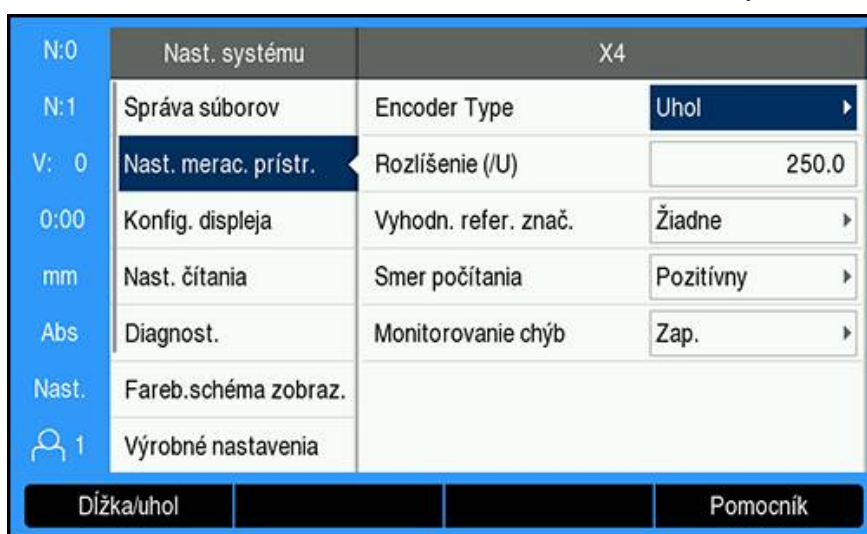 N:0
N:1
V: 0
0:00
mm
Abs
Nast.
1
Nast. systému
X4
Správa súborov
Nast. merac. prístr.
Konfig. displeja
Nast. čítania
Diagnost.
Fareb.schéma zobraz.
Výrobné nastavenia
Encoder Type Uhol
Rozlíšenie (/U) 250.0
Vyhodn. refer. znač. Žiadne
Smer počítania Pozitívny
Monitorovanie chýb Zap.
Dĺžka/uhol
Pomocník